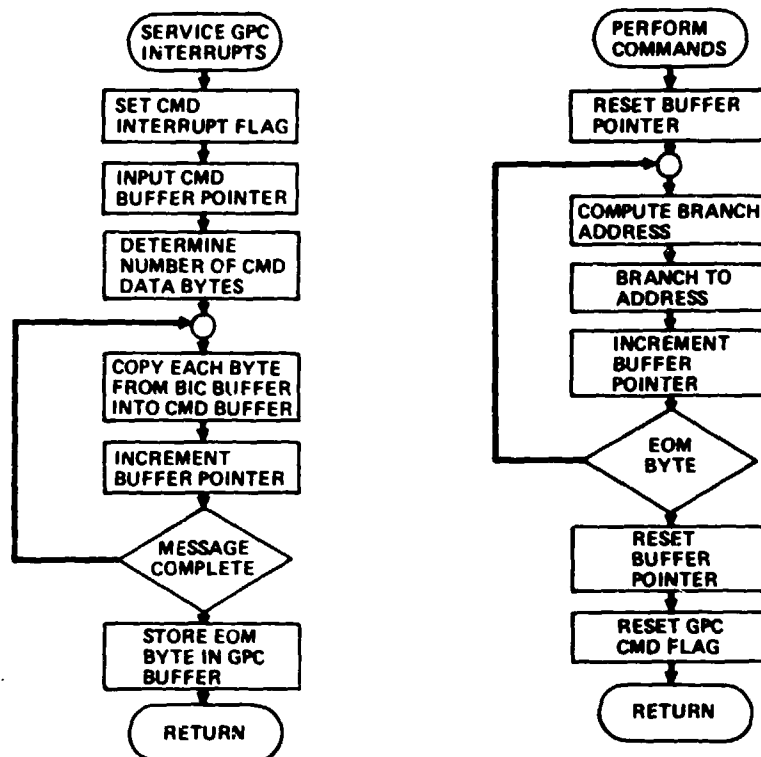 SERVICE GPC
INTERRUPTS
SET CMD
INTERRUPT FLAG
INPUT CMD
BUFFER POINTER
DETERMINE
NUMBER OF CMD
DATA BYTES
COPY EACH BYTE
FROM BIC BUFFER
INTO CMD BUFFER
INCREMENT
BUFFER POINTER
MESSAGE
COMPLETE
STORE EOM
BYTE IN GPC
BUFFER
RETURN
PERFORM
COMMANDS
RESET BUFFER
POINTER
COMPUTE BRANCH
ADDRESS
BRANCH TO
ADDRESS
INCREMENT
BUFFER
POINTER
EOM
BYTE
RESET
BUFFER
POINTER
RESET GPC
CMD FLAG
RETURN